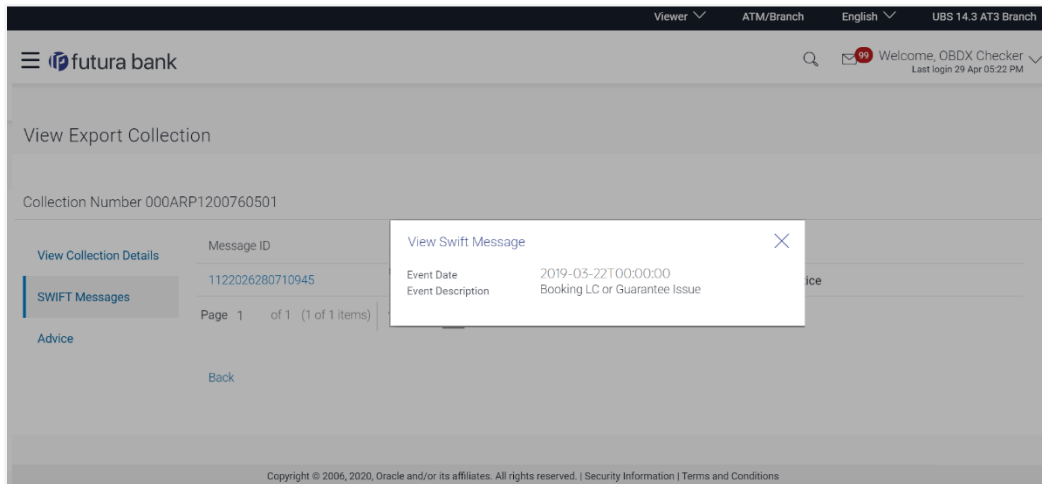 Viewer ATM/Branch English UBS 14.3 AT3 Branch
futura bank
99 Welcome, OBDX Checker
Last login 29 Apr 05:22 PM
View Export Collection
Collection Number 000ARP1200760501
View Collection Details
SWIFT Messages
Advice
Message ID
1122026280710945
Page 1 of 1 (1 of 1 items)
Back
View Swift Message
Event Date 2019-03-22T00:00:00
Event Description Booking LC or Guarantee Issue
Copyright © 2006, 2020, Oracle and/or its affiliates. All rights reserved. | Security Information | Terms and Conditions